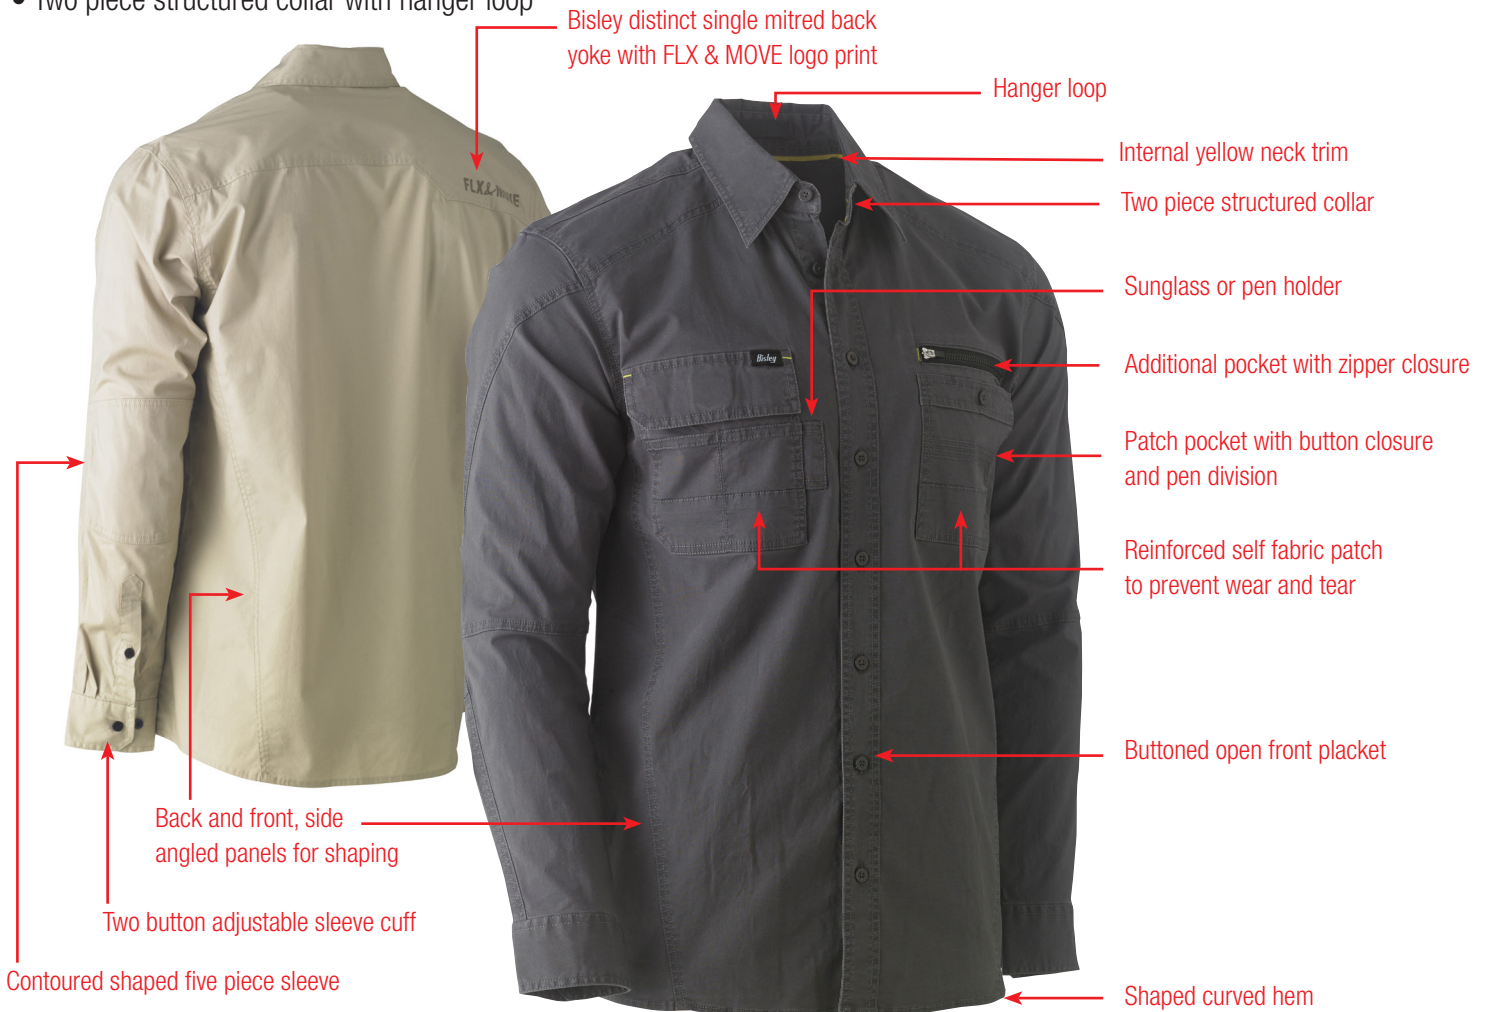 • Two piece structured collar with hanger loop
Bisley distinct single mitred back
yoke with FLX & MOVE logo print
Hanger loop
Internal yellow neck trim
Two piece structured collar
FLX& MOVE
Sunglass or pen holder
Bisley
Additional pocket with zipper closure
Patch pocket with button closure
and pen division
Reinforced self fabric patch
to prevent wear and tear
Buttoned open front placket
Back and front, side
angled panels for shaping
Two button adjustable sleeve cuff
Contoured shaped five piece sleeve
Shaped curved hem